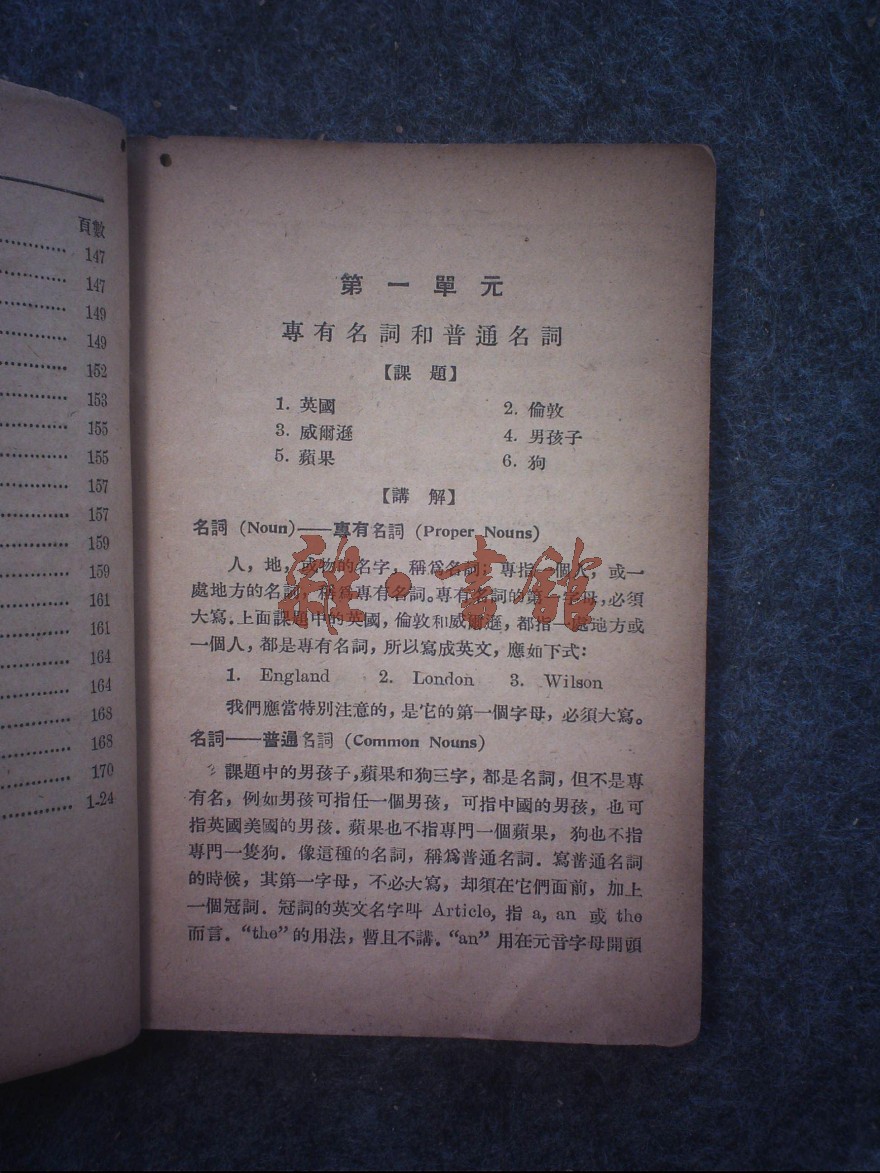 頁數
147
147
149
149
152
153
155
155
157
157
159
159
161
161
164
164
168
168
170
1-24
第一單元
專有名詞和普通名詞
【課題】
1. 英國 2. 倫敦
3. 威爾遜 4. 男孩子
5. 蘋果 6. 狗
【講解】
名詞 (Noun)——專有名詞 (Proper Nouns)
人，地，或物的名字，稱爲名詞；專指一個人，或一
處地方的名詞，稱爲專有名詞。專有名詞的第一字母，必須
大寫．上面課題中的英國，倫敦和威爾遜，都指一處地方或
一個人，都是專有名詞，所以寫成英文，應如下式：
1. England 2. London 3. Wilson
我們應當特別注意的，是它的第一個字母，必須大寫。
名詞——普通名詞 (Common Nouns)
課題中的男孩子，蘋果和狗三字，都是名詞，但不是專
有名，例如男孩可指任一個男孩，可指中國的男孩，也可
指英國美國的男孩．蘋果也不指專門一個蘋果，狗也不指
專門一隻狗．像這種的名詞，稱爲普通名詞．寫普通名詞
的時候，其第一字母，不必大寫，却須在它們面前，加上
一個冠詞．冠詞的英文名字叫 Article, 指 a, an 或 the
而言．“the”的用法，暫且不講．“an”用在元音字母開頭
雜·書館